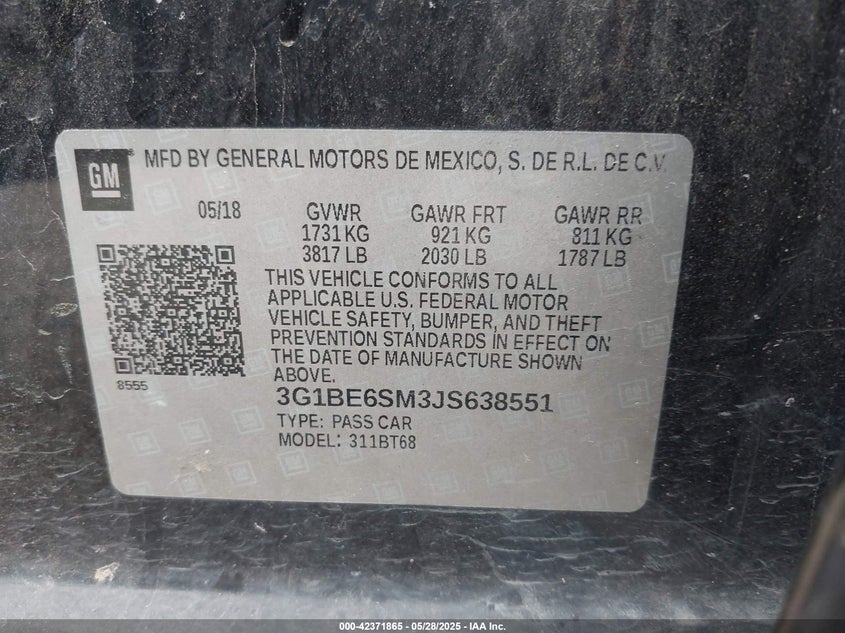 GM
® MFD BY GENERAL MOTORS DE MEXICO, S. DE R.L. DE C.V.
05/18 GVWR GAWR FRT GAWR RR
1731 KG 921 KG 811 KG
3817 LB 2030 LB 1787 LB
THIS VEHICLE CONFORMS TO ALL
APPLICABLE U.S. FEDERAL MOTOR
VEHICLE SAFETY, BUMPER, AND THEFT
PREVENTION STANDARDS IN EFFECT ON
THE DATE OF MANUFACTURE SHOWN
ABOVE.
8555
3G1BE6SM3JS638551
TYPE: PASS CAR
MODEL: 311BT68
000-42371865 - 05/28/2025 - IAA Inc.